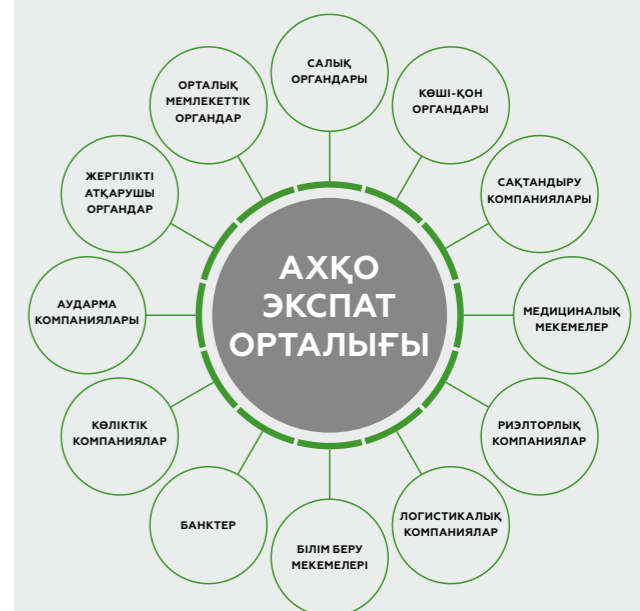 САЛЫҚ
ОРГАНДАРЫ
КӨШІ-ҚОН
ОРГАНДАРЫ
САҚТАНДЫРУ
КОМПАНИЯЛАРЫ
МЕДИЦИНАЛЫҚ
МЕКЕМЕЛЕР
РИЭЛТОРЛЫҚ
КОМПАНИЯЛАР
ЛОГИСТИКАЛЫҚ
КОМПАНИЯЛАР
БІЛІМ БЕРУ
МЕКЕМЕЛЕРІ
БАНКТЕР
КӨЛІКТІК
КОМПАНИЯЛАР
АУДАРМА
КОМПАНИЯЛАРЫ
ЖЕРГІЛІКТІ
АТҚАРУШЫ
ОРГАНДАР
ОРТАЛЫҚ
МЕМЛЕКЕТТІК
ОРГАНДАР
АХҚО
ЭКСПАТ
ОРТАЛЫҒЫ